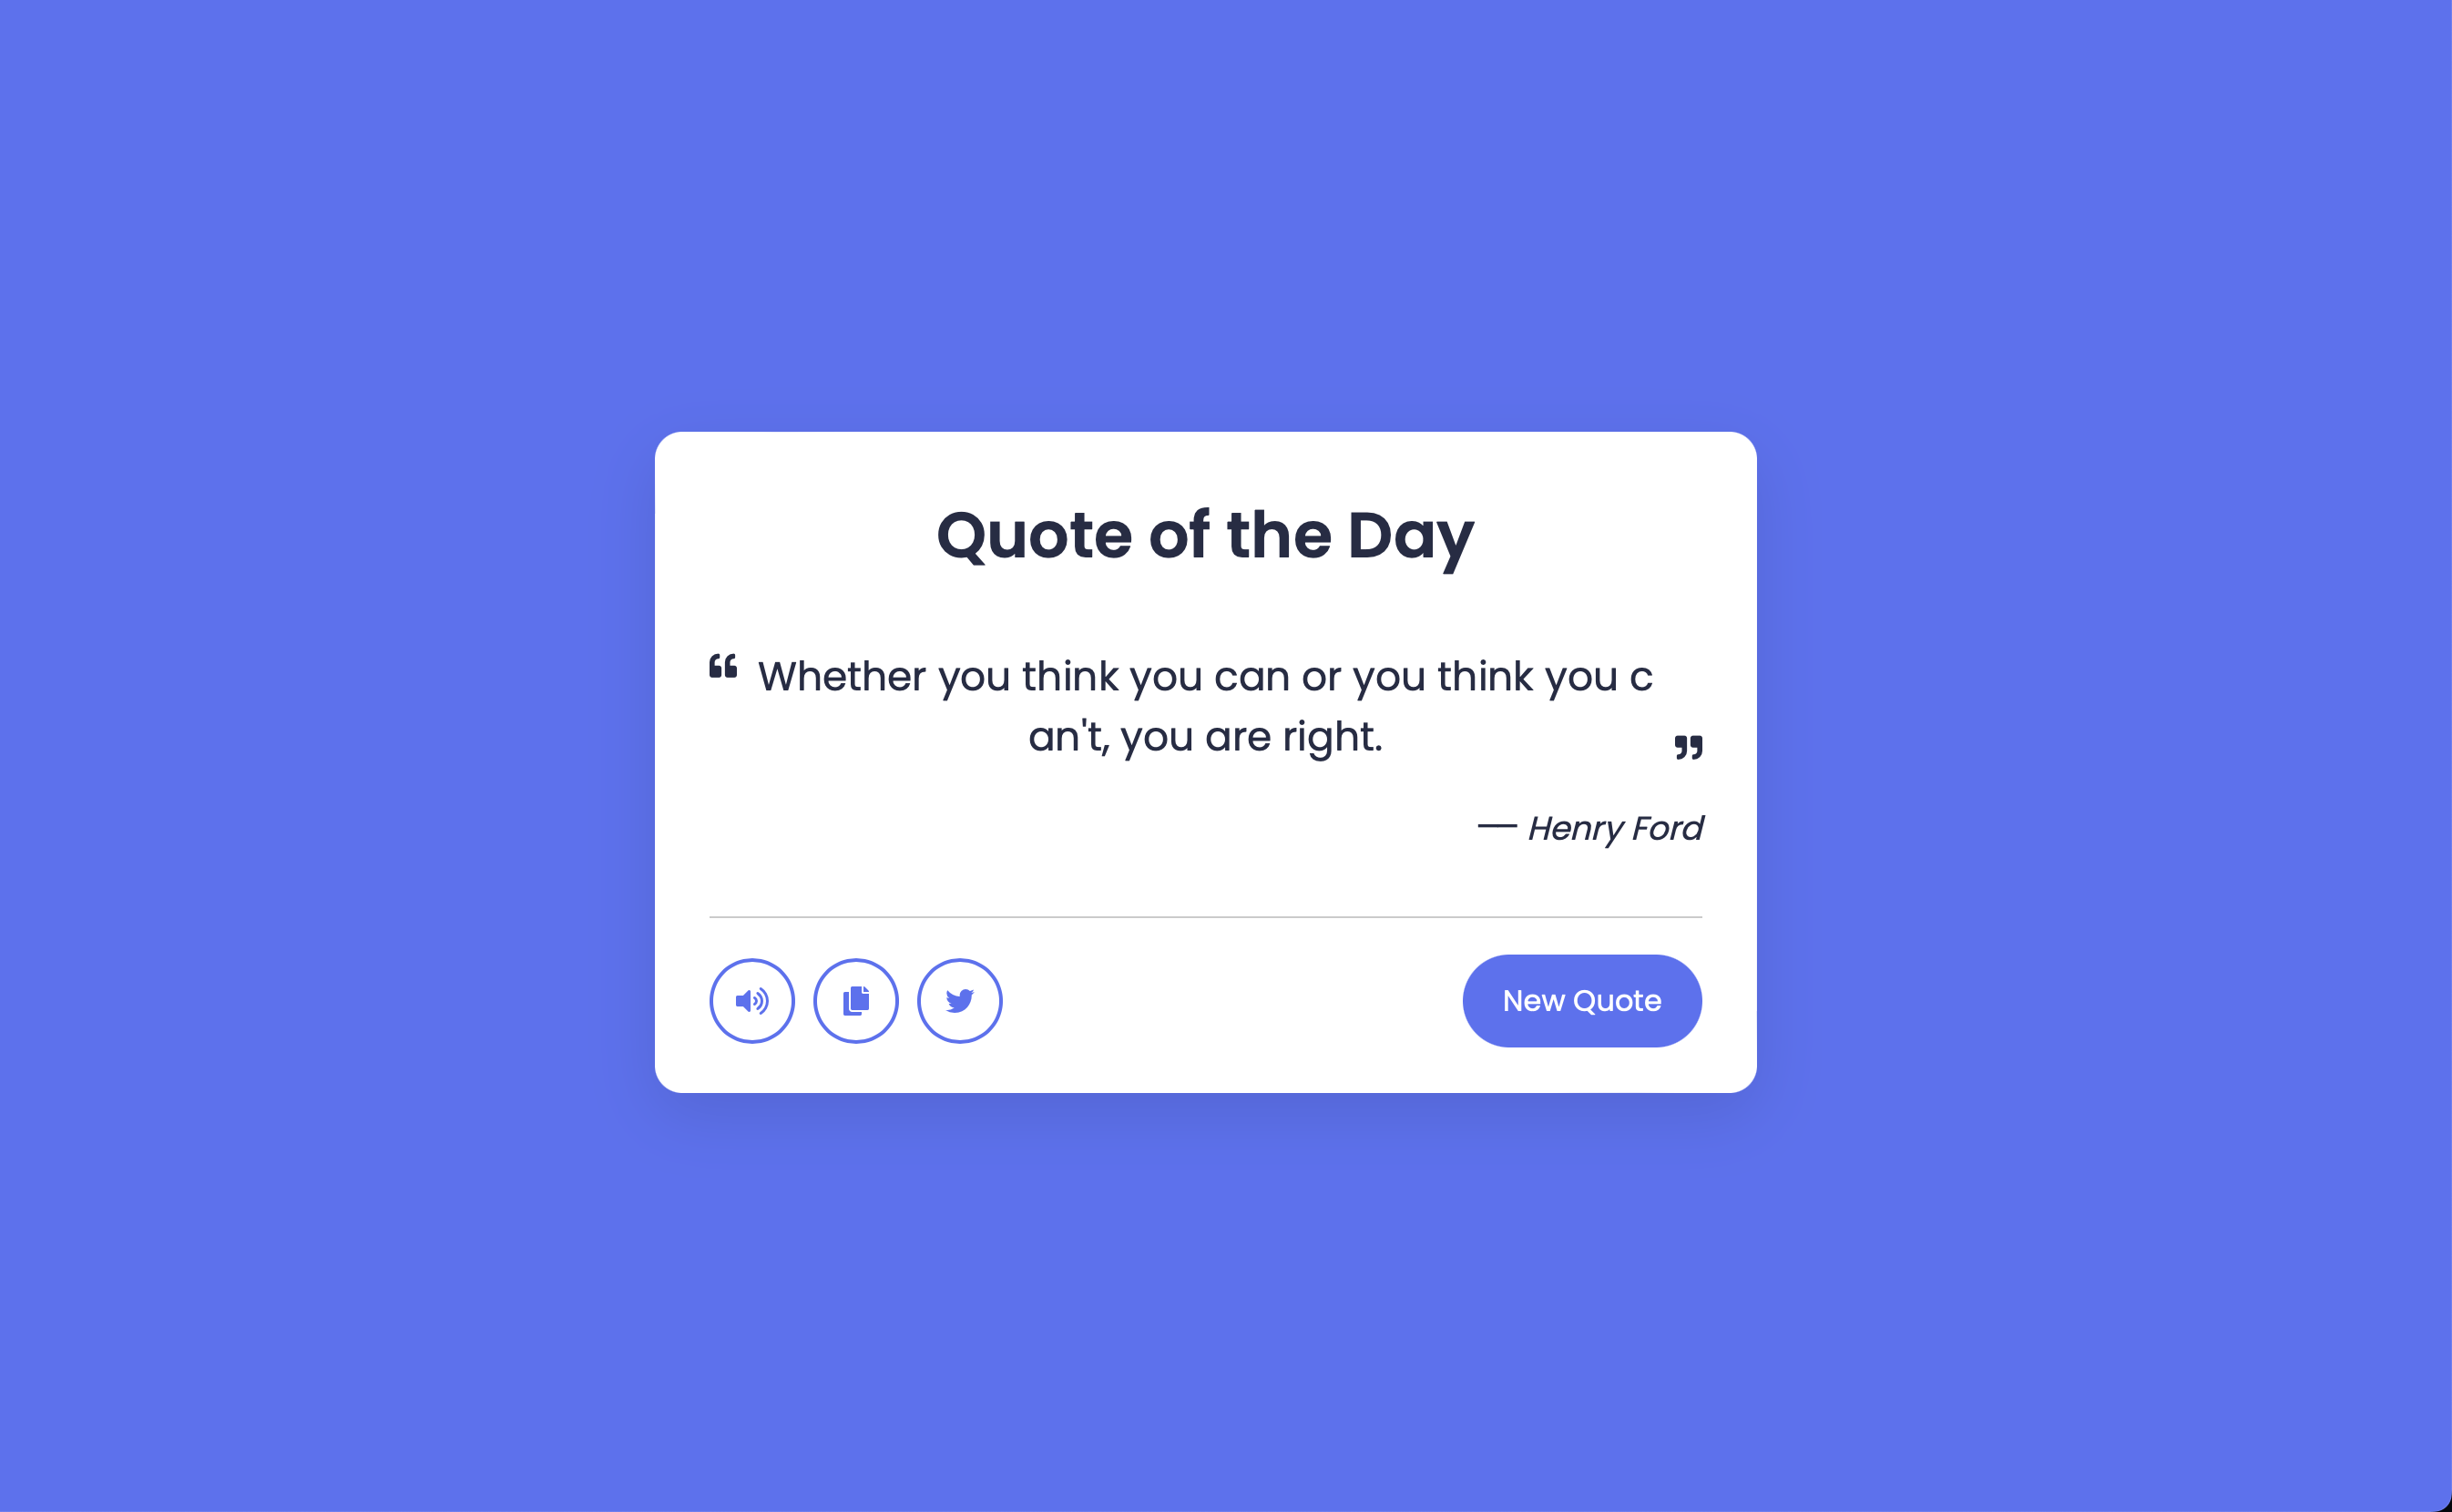 Quote of the Day
“ Whether you think you can or you think you c
an't, you are right. ”
— Henry Ford
New Quote